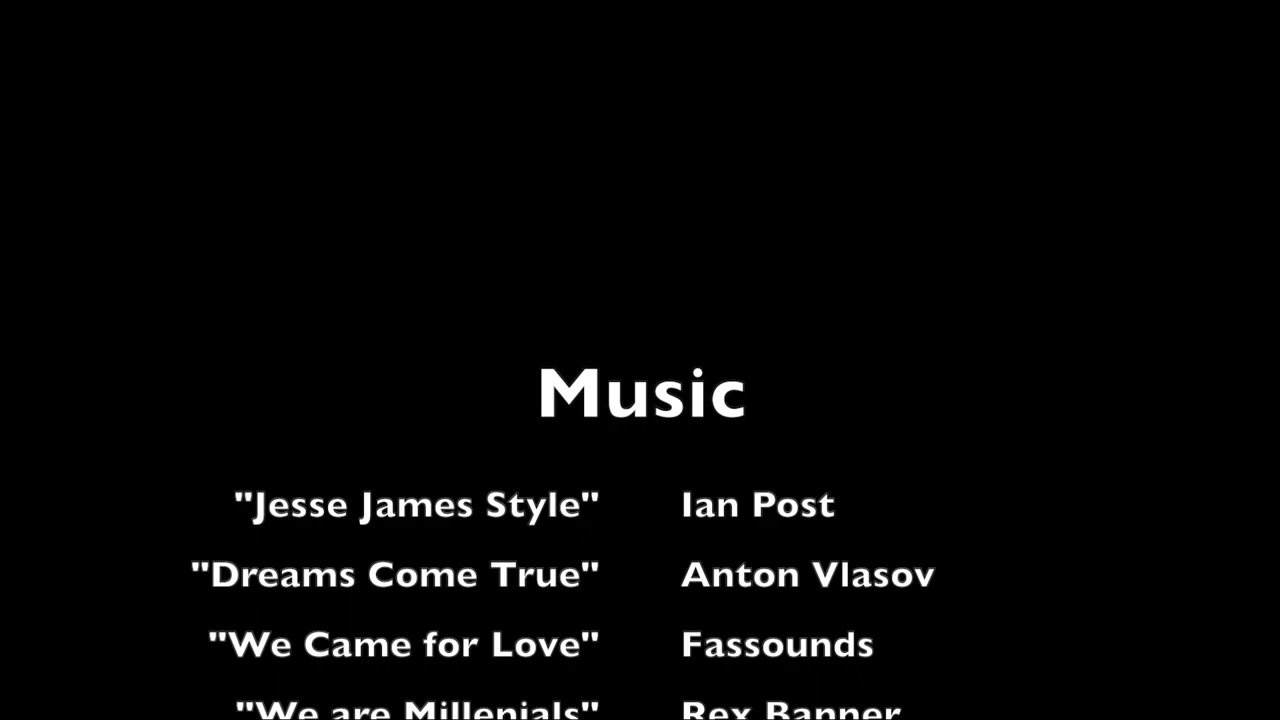 Music
"Jesse James Style" Ian Post
"Dreams Come True" Anton Vlasov
"We Came for Love" Fassounds
"We are Millenials" Rex Banner